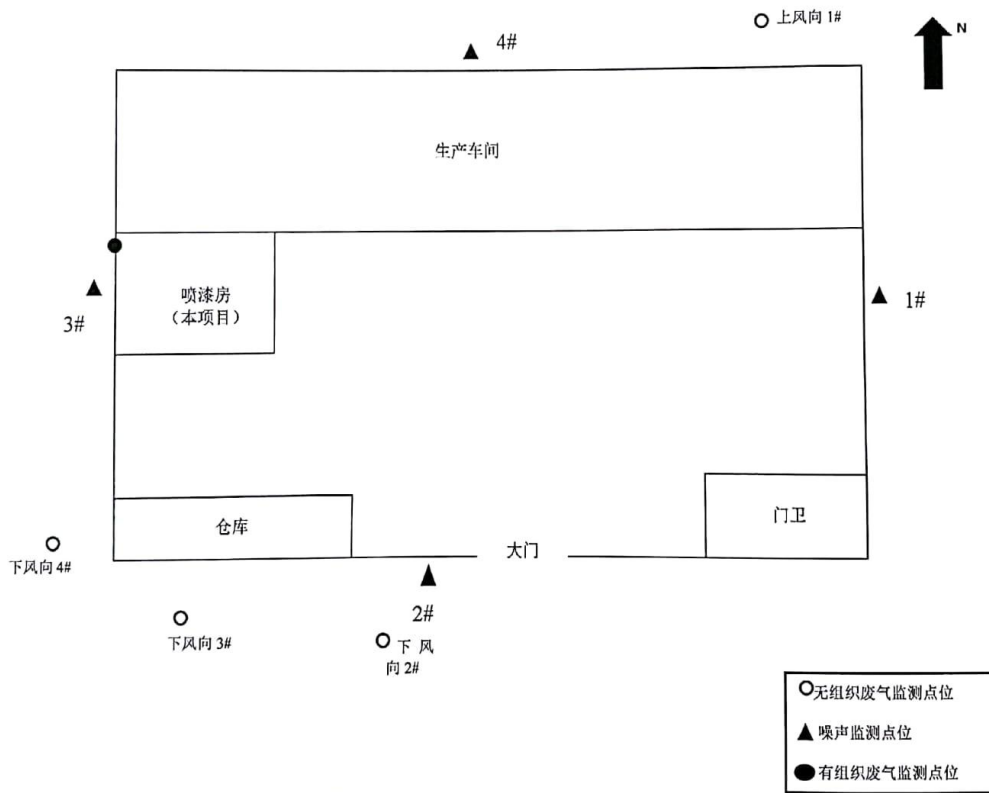 上风向 1#
N
4#
生产车间
喷漆房
（本项目）
3#
1#
仓库
门卫
大门
下风向 4#
2#
下风向 3#
下 风
向 2#
无组织废气监测点位
噪声监测点位
有组织废气监测点位